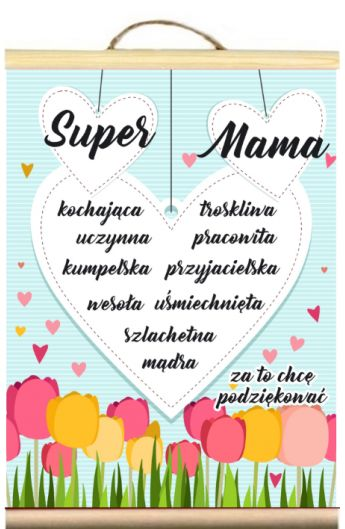 Super Mama
kochająca troskliwa
uczynna pracowita
kumpelska przyjacielska
wesoła uśmiechnięta
szlachetna
mądra
za to chcę
podziękować